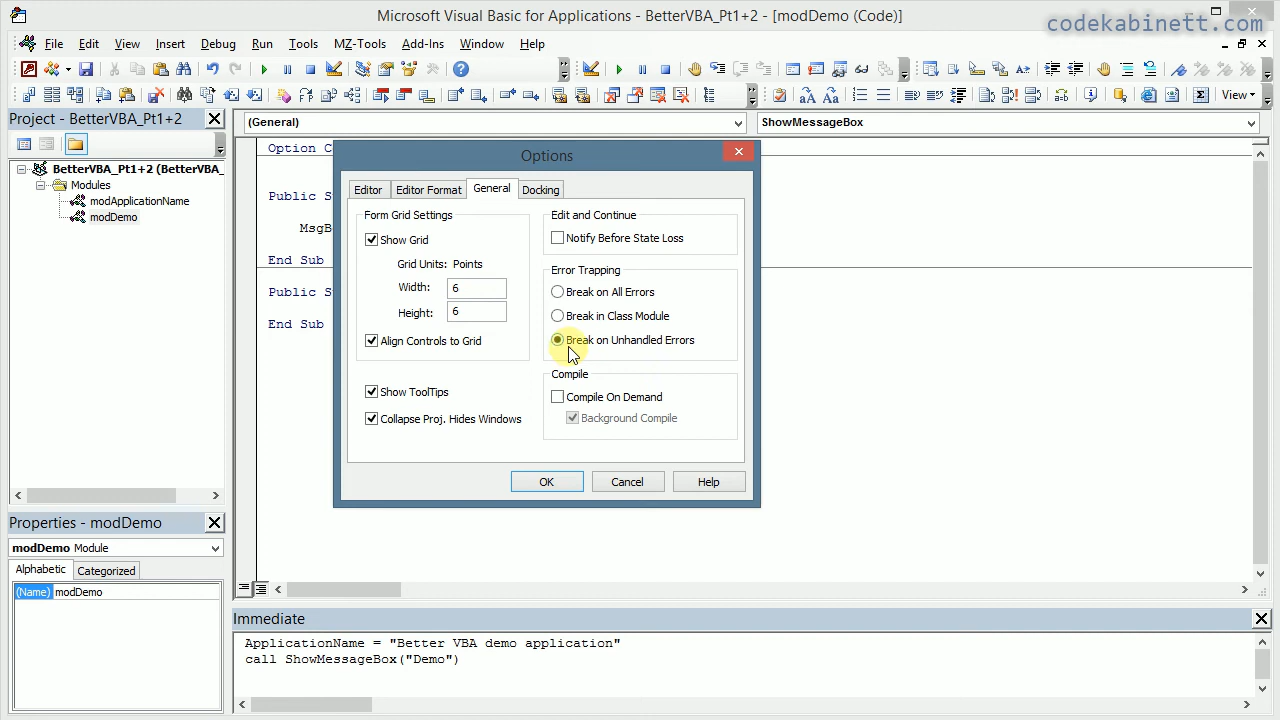 Microsoft Visual Basic for Applications - BetterVBA_Pt1+2 - [modDemo (Code)]
codekabinett.com
File Edit View Insert Debug Run Tools MZ-Tools Add-Ins Window Help
View
Project - BetterVBA_Pt1+2
(General) ShowMessageBox
BetterVBA_Pt1+2 (BetterVBA_
Modules
modApplicationName
modDemo
Option C
Public S
MsgB
End Sub
Public S
End Sub
Options
Editor Editor Format General Docking
Form Grid Settings
Show Grid
Grid Units: Points
Width: 6
Height: 6
Align Controls to Grid
Show ToolTips
Collapse Proj. Hides Windows
Edit and Continue
Notify Before State Loss
Error Trapping
Break on All Errors
Break in Class Module
Break on Unhandled Errors
Compile
Compile On Demand
Background Compile
OK Cancel Help
Properties - modDemo
modDemo Module
Alphabetic Categorized
(Name) modDemo
Immediate
ApplicationName = "Better VBA demo application"
call ShowMessageBox("Demo")